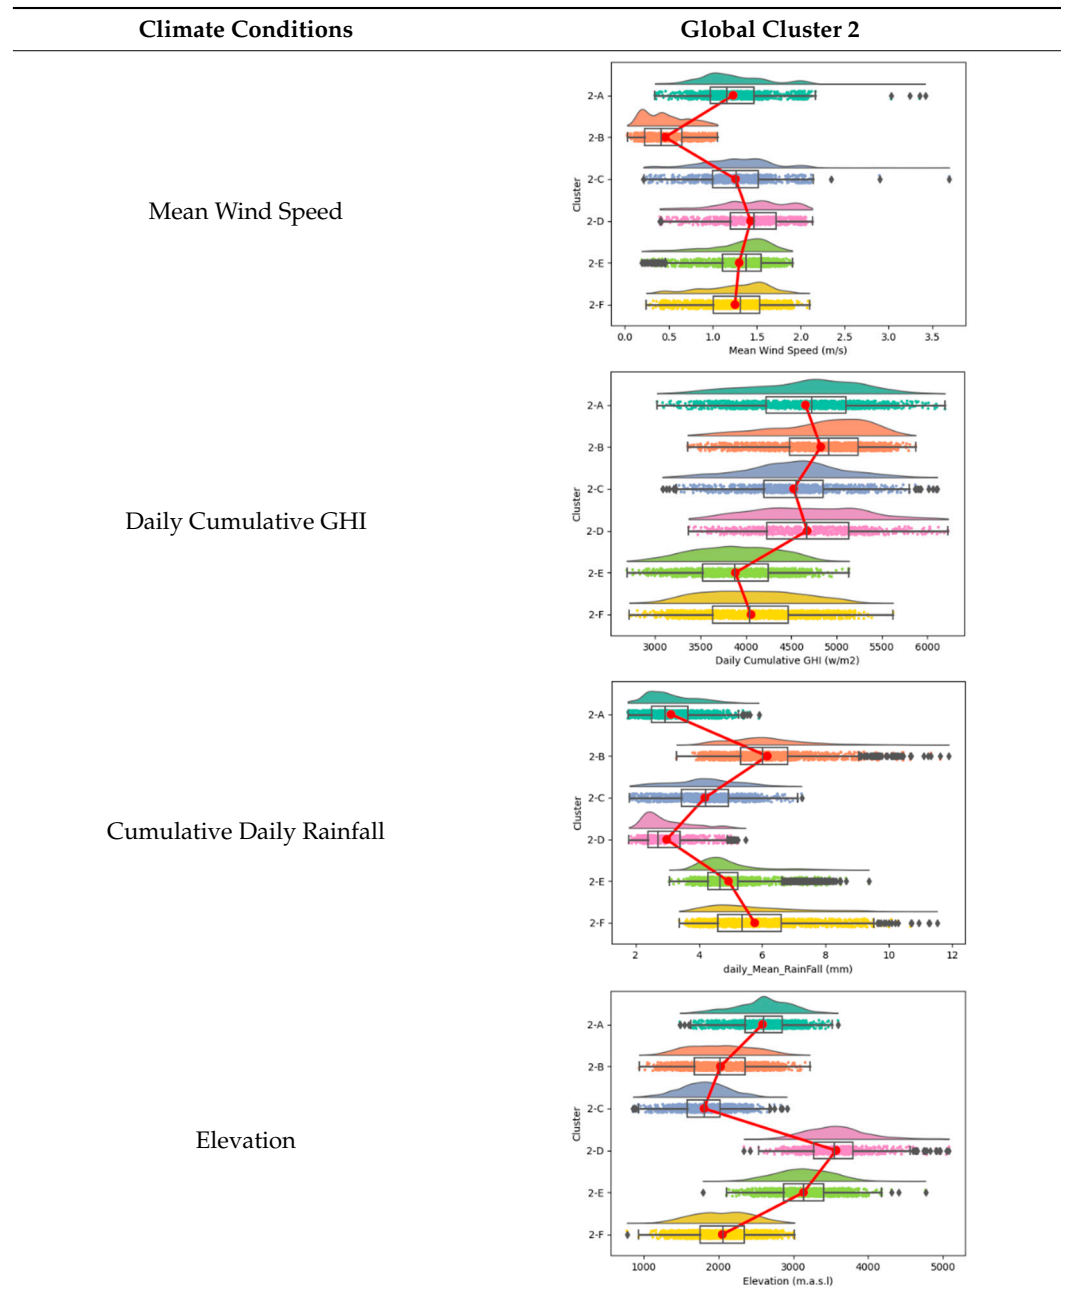 Climate Conditions
Global Cluster 2
Mean Wind Speed
Cluster
2-A
2-B
2-C
2-D
2-E
2-F
0.0 0.5 1.0 1.5 2.0 2.5 3.0 3.5
Mean Wind Speed (m/s)
Daily Cumulative GHI
Cluster
2-A
2-B
2-C
2-D
2-E
2-F
3000 3500 4000 4500 5000 5500 6000
Daily Cumulative GHI (w/m2)
Cumulative Daily Rainfall
Cluster
2-A
2-B
2-C
2-D
2-E
2-F
2 4 6 8 10 12
daily_Mean_RainFall (mm)
Elevation
Cluster
2-A
2-B
2-C
2-D
2-E
2-F
1000 2000 3000 4000 5000
Elevation (m.a.s.l)